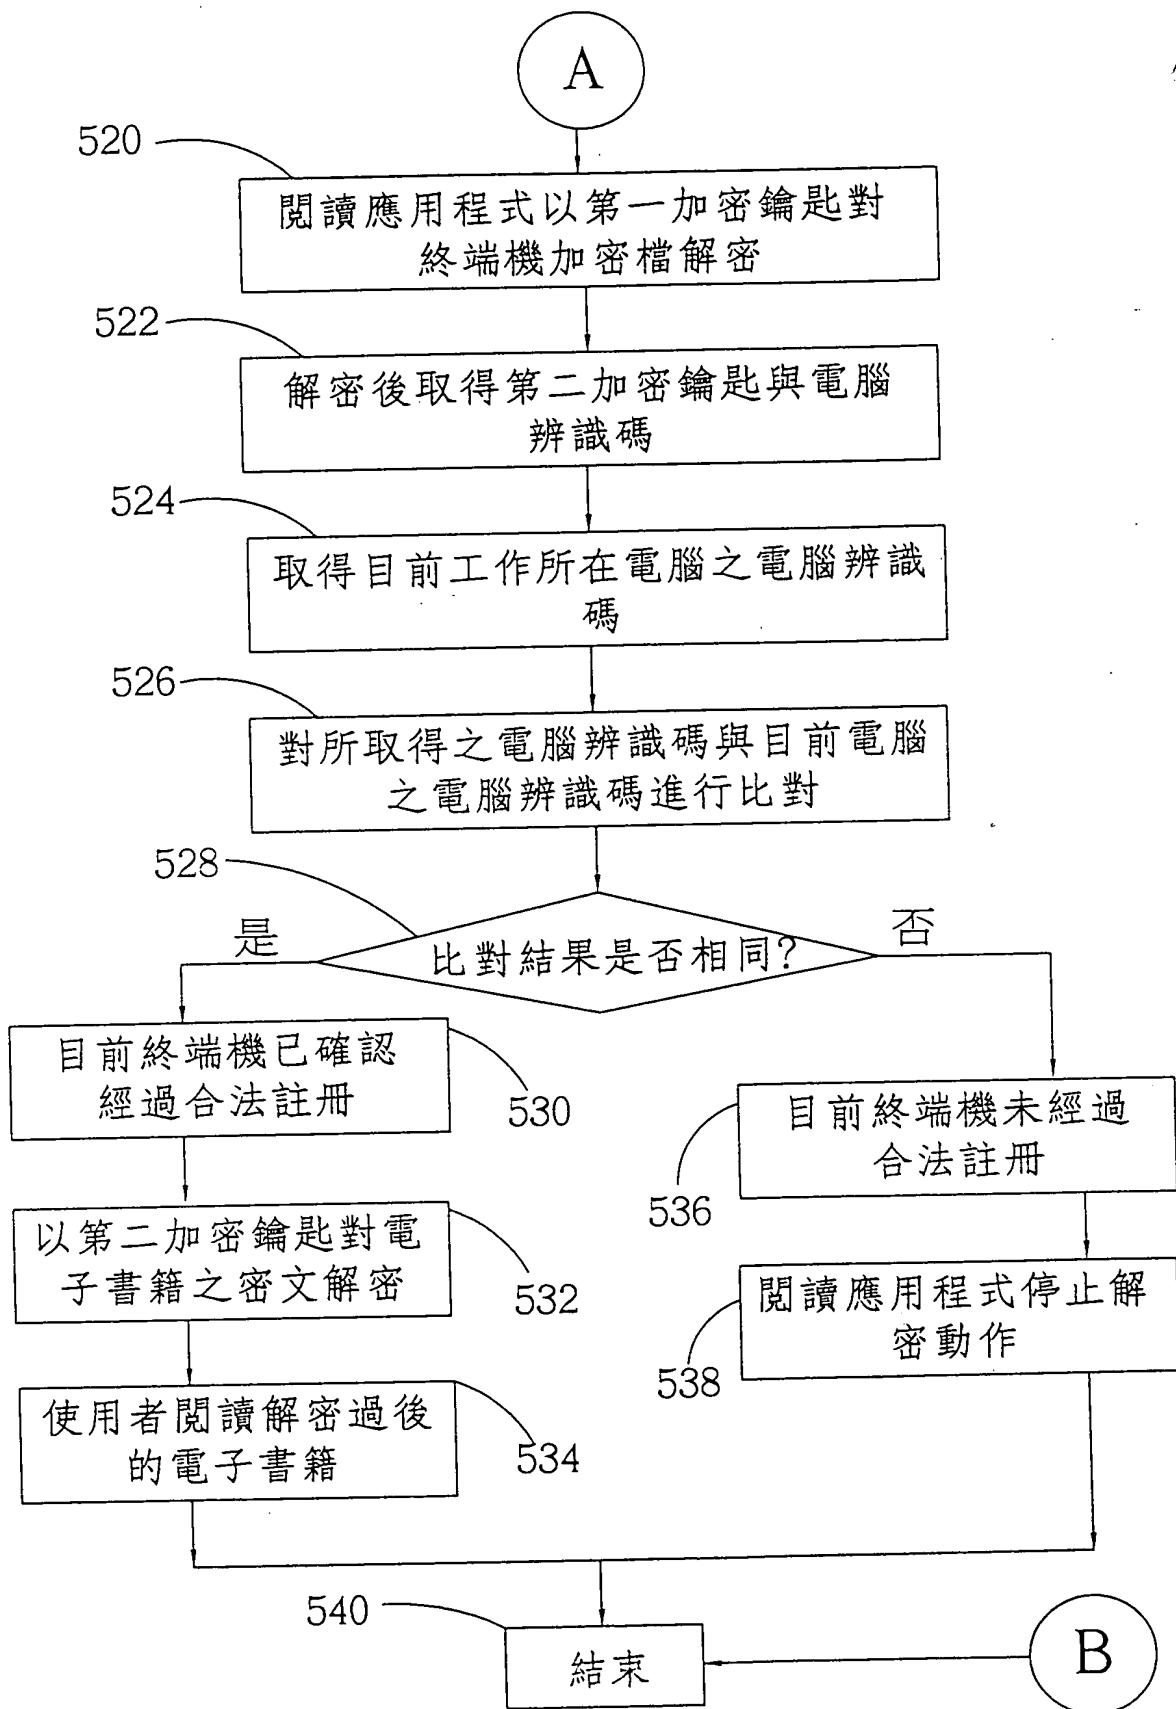 A
520
閱讀應用程式以第一加密鑰匙對
終端機加密檔解密
522
解密後取得第二加密鑰匙與電腦
辨識碼
524
取得目前工作所在電腦之電腦辨識
碼
526
對所取得之電腦辨識碼與目前電腦
之電腦辨識碼進行比對
528
是
否
比對結果是否相同?
目前終端機已確認
經過合法註冊
530
目前終端機未經過
合法註冊
536
以第二加密鑰匙對電
子書籍之密文解密
532
閱讀應用程式停止解
密動作
538
使用者閱讀解密過後
的電子書籍
534
540
結束
B